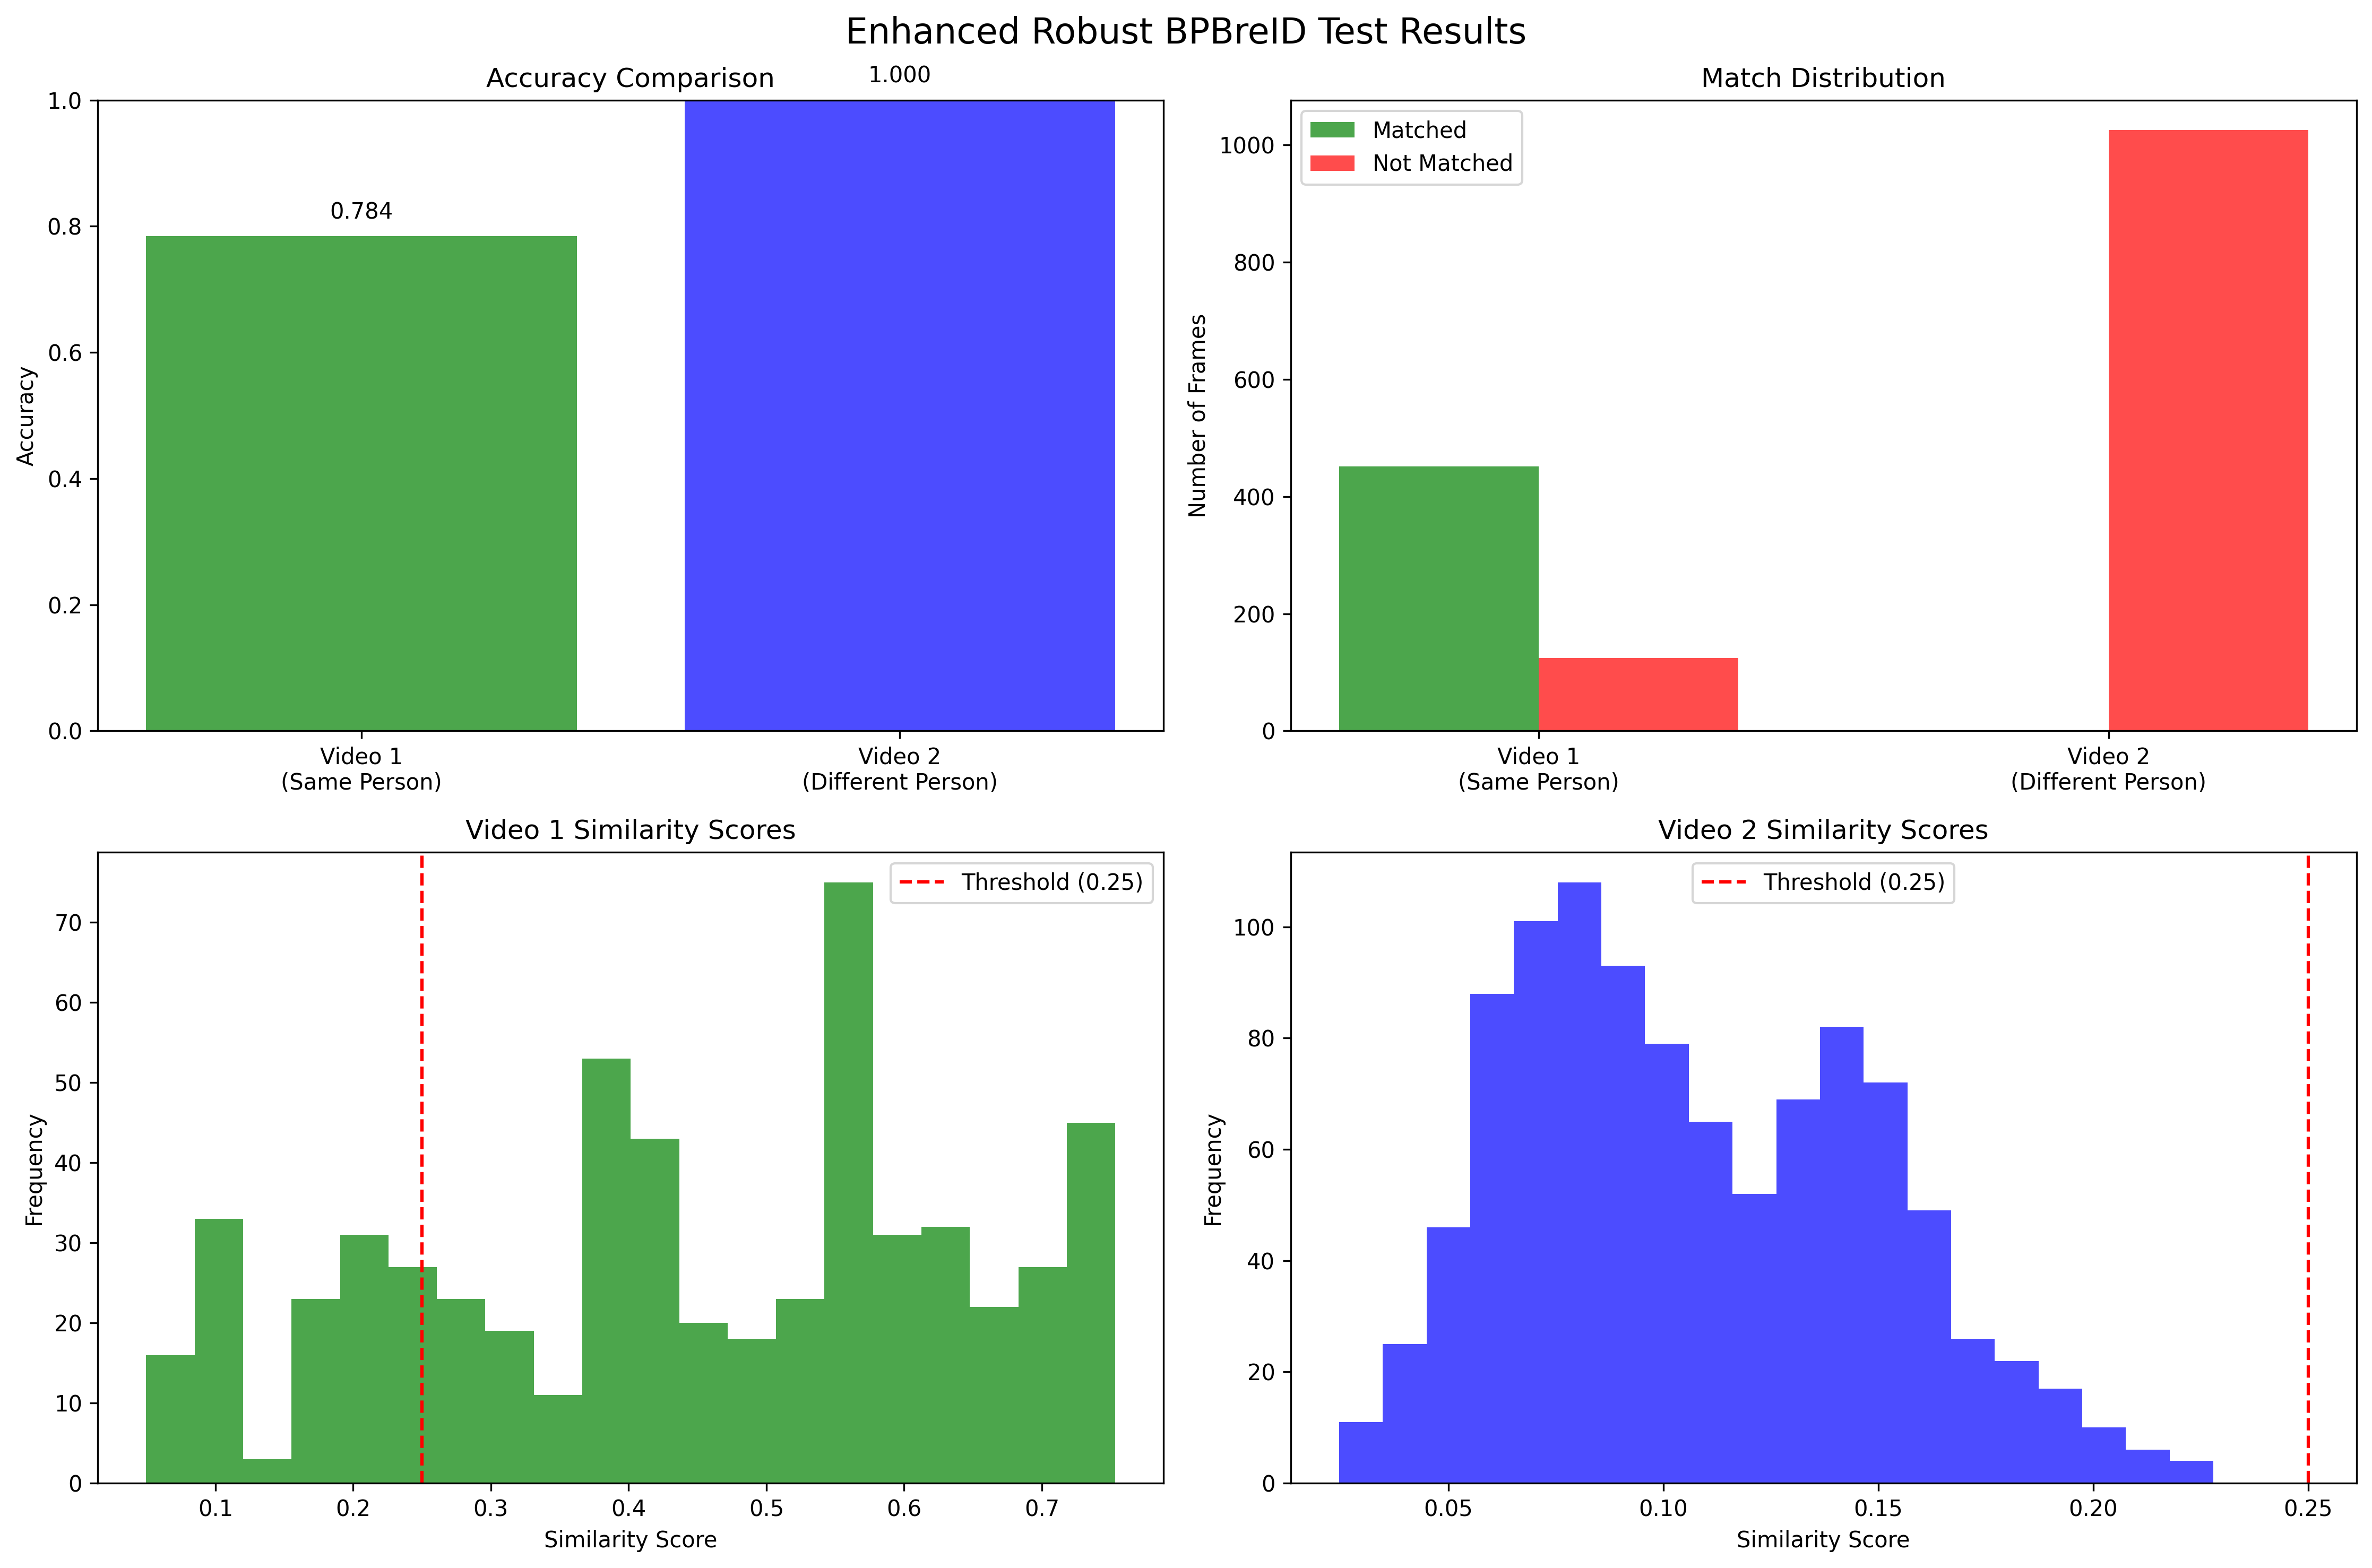 Enhanced Robust BPBreID Test Results
Accuracy Comparison
1.000
0.784
Accuracy
1.0
0.8
0.6
0.4
0.2
0.0
Video 1
(Same Person)
Video 2
(Different Person)
Match Distribution
Matched
Not Matched
Number of Frames
1000
800
600
400
200
0
Video 1
(Same Person)
Video 2
(Different Person)
Video 1 Similarity Scores
Threshold (0.25)
Frequency
70
60
50
40
30
20
10
0
0.1 0.2 0.3 0.4 0.5 0.6 0.7
Similarity Score
Video 2 Similarity Scores
Threshold (0.25)
Frequency
100
80
60
40
20
0
0.05 0.10 0.15 0.20 0.25
Similarity Score